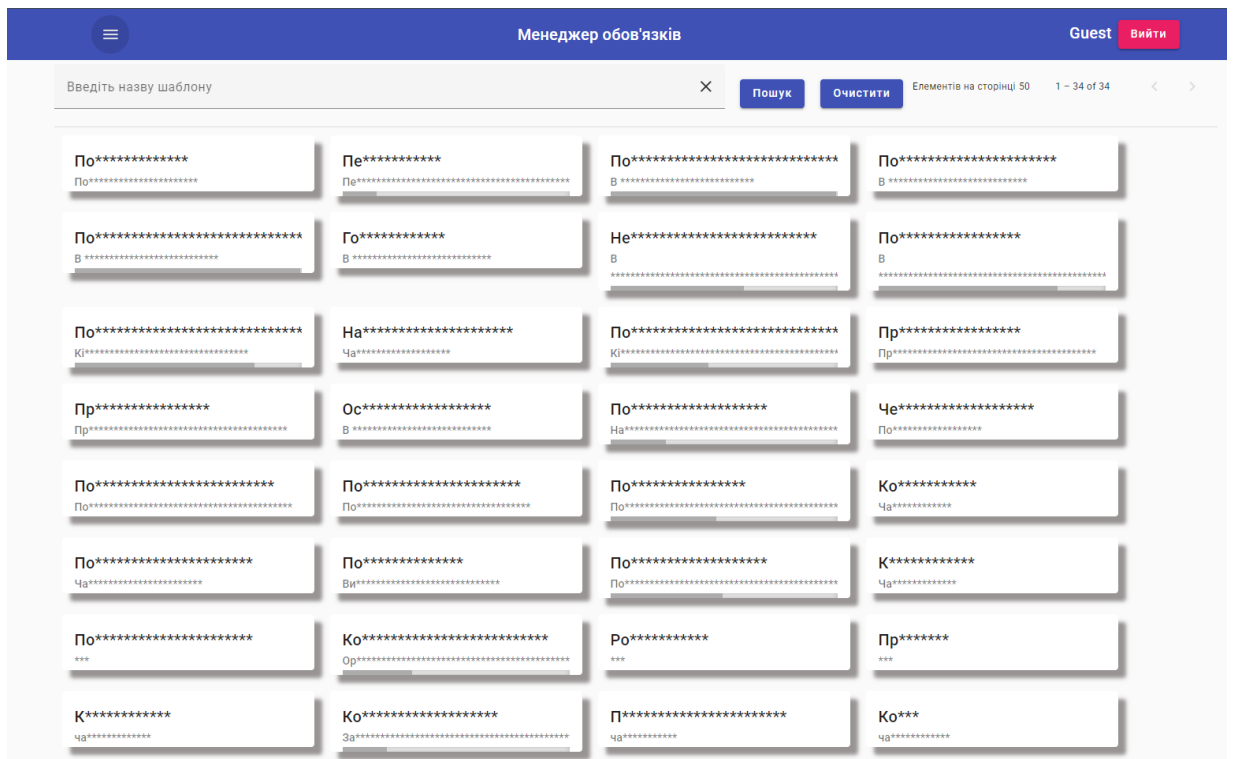 Менеджер обов'язків
Guest
Вийти
Введіть назву шаблону
Пошук
Очистити
Елементів на сторінці 50
1 – 34 of 34
По*************
По**********************
Пе***********
Пе*******************************************
По*****************************
В ***************************
По**********************
В ****************************
По*****************************
В ***************************
Го************
В ****************************
Не**************************
В
**********************************************
По*****************
В
**********************************************
По*****************************
Кі*********************************
На*********************
Ча*******************
По*****************************
Кі*******************************************
Пр*****************
Пр*****************************************
Пр****************
Пр****************************************
Ос******************
В ****************************
По*******************
На*******************************************
Че*******************
По******************
По*************************
По*****************************************
По**********************
По***********************************
По****************
По*******************************************
Ко***********
Ча************
По**********************
Ча***********************
По**************
Ви*****************************
По*******************
По*******************************************
К************
Ча*************
По**********************
***
Ко**************************
Ор*******************************************
Ро***********
***
Пр*******
***
К************
ча*************
Ко*******************
За*******************************************
П***********************
ча***********
Ко***
ча************